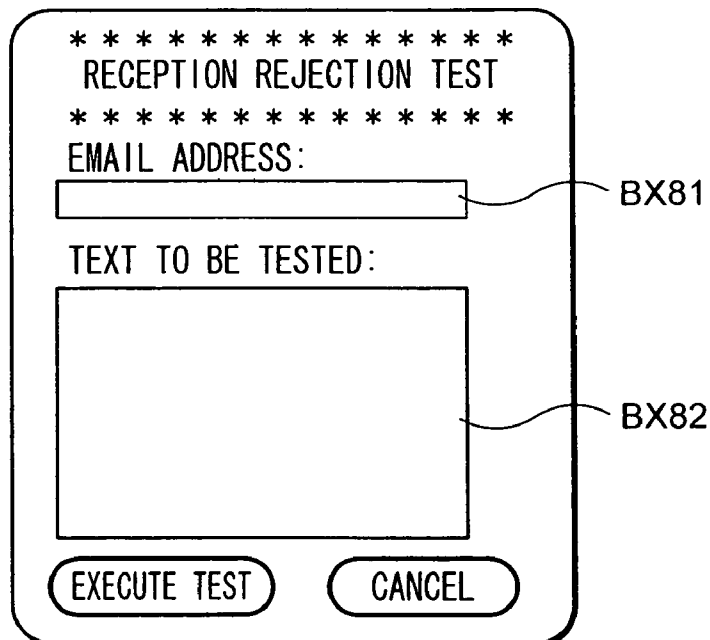 * * * * * * * * * * * * * *
RECEPTION REJECTION TEST
* * * * * * * * * * * * * *
EMAIL ADDRESS:
BX81
TEXT TO BE TESTED:
BX82
EXECUTE TEST CANCEL